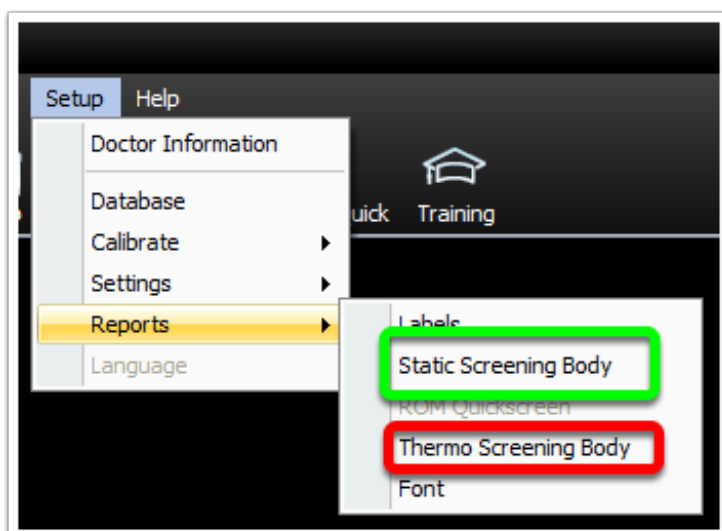 Setup Help
Doctor Information
Database
uick Training
Calibrate
Settings
Reports
Labels
Language
Static Screening Body
ROM Quickscreen
Thermo Screening Body
Font